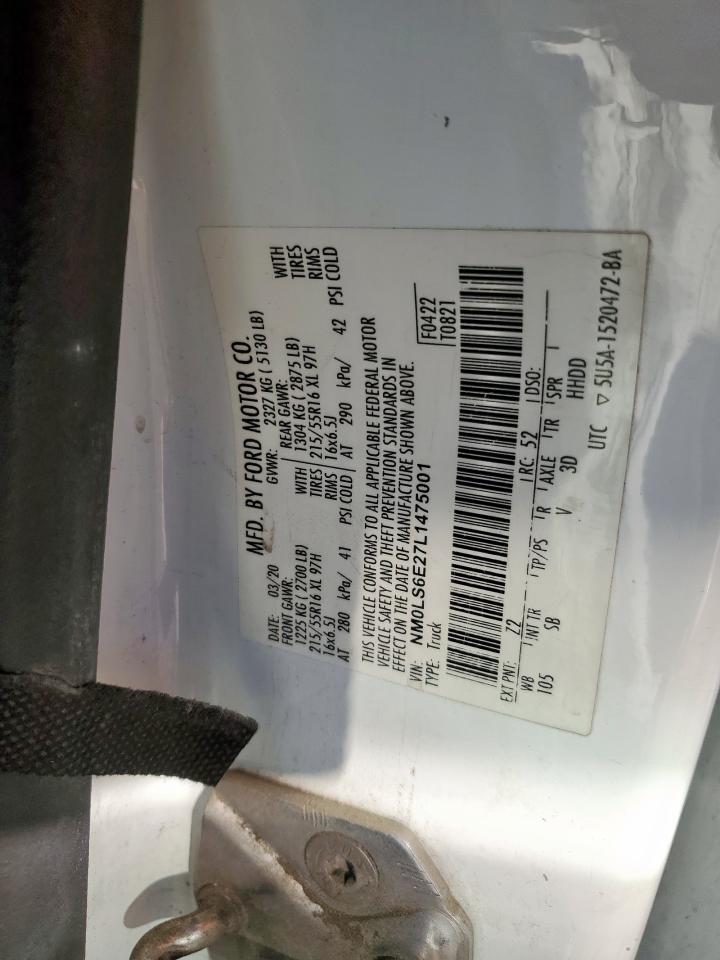 MFD. BY FORD MOTOR CO.
DATE: 03/20 GVWR: 2327 KG ( 5130 LB)
FRONT GAWR: REAR GAWR:
1225 KG ( 2700 LB) WITH 1304 KG ( 2875 LB) WITH
215/55R16 XL 97H TIRES 215/55R16 XL 97H TIRES
16x6.5J RIMS 16x6.5J RIMS
AT 280 kPa/ 41 PSI COLD AT 290 kPa/ 42 PSI COLD
THIS VEHICLE CONFORMS TO ALL APPLICABLE FEDERAL MOTOR
VEHICLE SAFETY AND THEFT PREVENTION STANDARDS IN
EFFECT ON THE DATE OF MANUFACTURE SHOWN ABOVE.
VIN: NM0LS6E27L1475001 F0422
TYPE: Truck T0821
EXT PNT: Z2 RC: 52 DSO:
WB INT TR TP/PS R AXLE TR SPR
105 SB V 3D HHDD
UTC ▽ 5U5A-1520472-BA